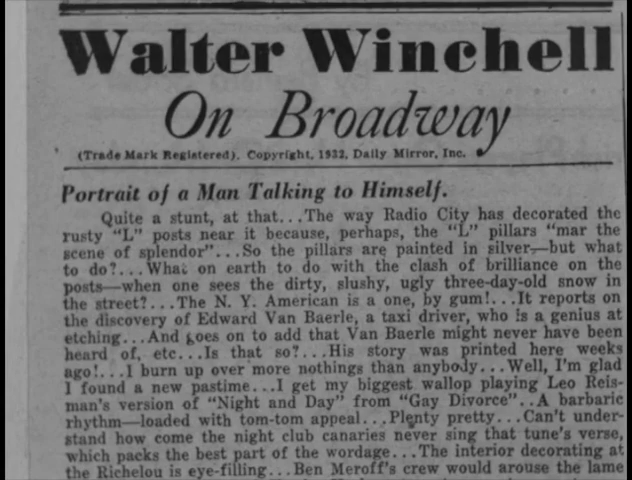 Walter Winchell
On Broadway
(Trade Mark Registered). Copyright, 1932, Daily Mirror, Inc.
Portrait of a Man Talking to Himself.
Quite a stunt, at that...The way Radio City has decorated the
rusty "L" posts near it because, perhaps, the "L" pillars "mar the
scene of splendor"...So the pillars are painted in silver—but what
to do?...What on earth to do with the clash of brilliance on the
posts—when one sees the dirty, slushy, ugly three-day-old snow in
the street?...The N. Y. American is a one, by gum!...It reports on
the discovery of Edward Van Baerle, a taxi driver, who is a genius at
etching...And goes on to add that Van Baerle might never have been
heard of, etc...Is that so?...His story was printed here weeks
ago!...I burn up over more nothings than anybody...Well, I'm glad
I found a new pastime...I get my biggest wallop playing Leo Reis-
man's version of "Night and Day" from "Gay Divorce"..A barbaric
rhythm—loaded with tom-tom appeal...Plenty pretty...Can't under-
stand how come the night club canaries never sing that tune's verse,
which packs the best part of the wordage...The interior decorating at
the Richelou is eye-filling...Ben Meroff's crew would arouse the lame